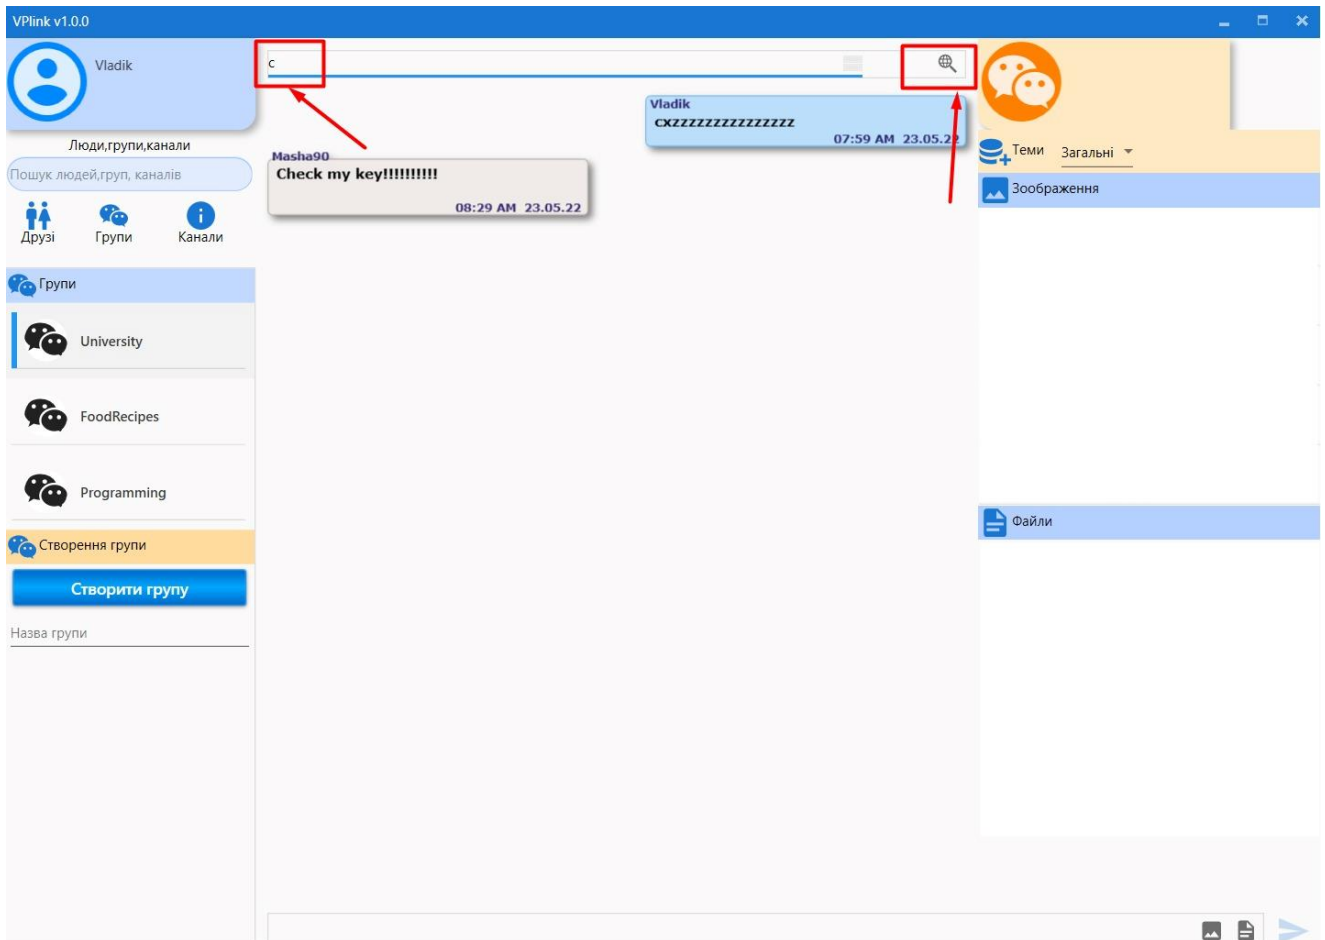 VPlink v1.0.0
Vladik
c
Люди,групи,канали
Пошук людей,груп, каналів
Друзі
Групи
Канали
Групи
University
FoodRecipes
Programming
Створення групи
Створити групу
Назва групи
Vladik
cxzzzzzzzzzzzzzzzz
07:59 AM 23.05.22
Masha90
Check my key!!!!!!!!!!
08:29 AM 23.05.22
Теми Загальні
Зоображення
Файли